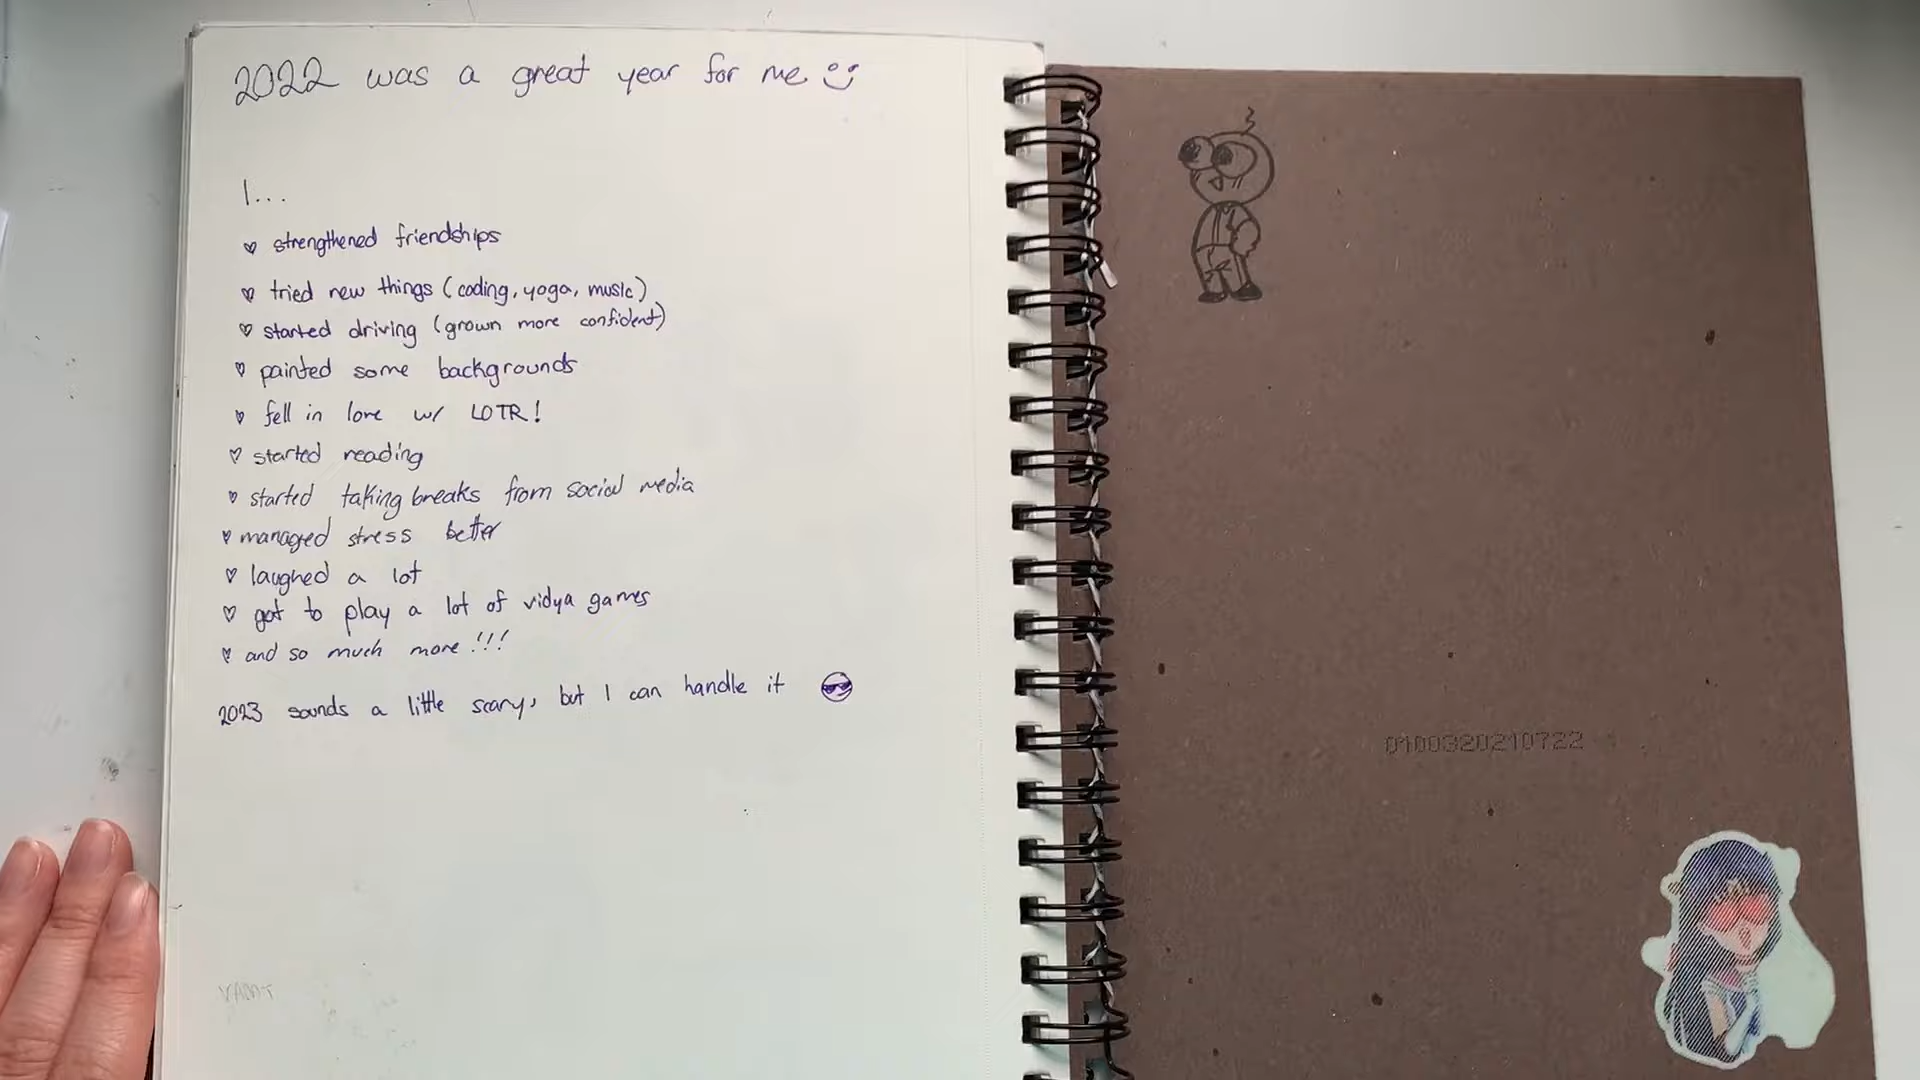 2022 was a great year for me
I...
strengthened friendships
tried new things (coding, yoga, music)
started driving (grown more confident)
painted some backgrounds
fell in love w/ LOTR!
started reading
started taking breaks from social media
managed stress better
laughed a lot
got to play a lot of vidya games
and so much more!!!
2023 sounds a little scary, but I can handle it
0100320210722